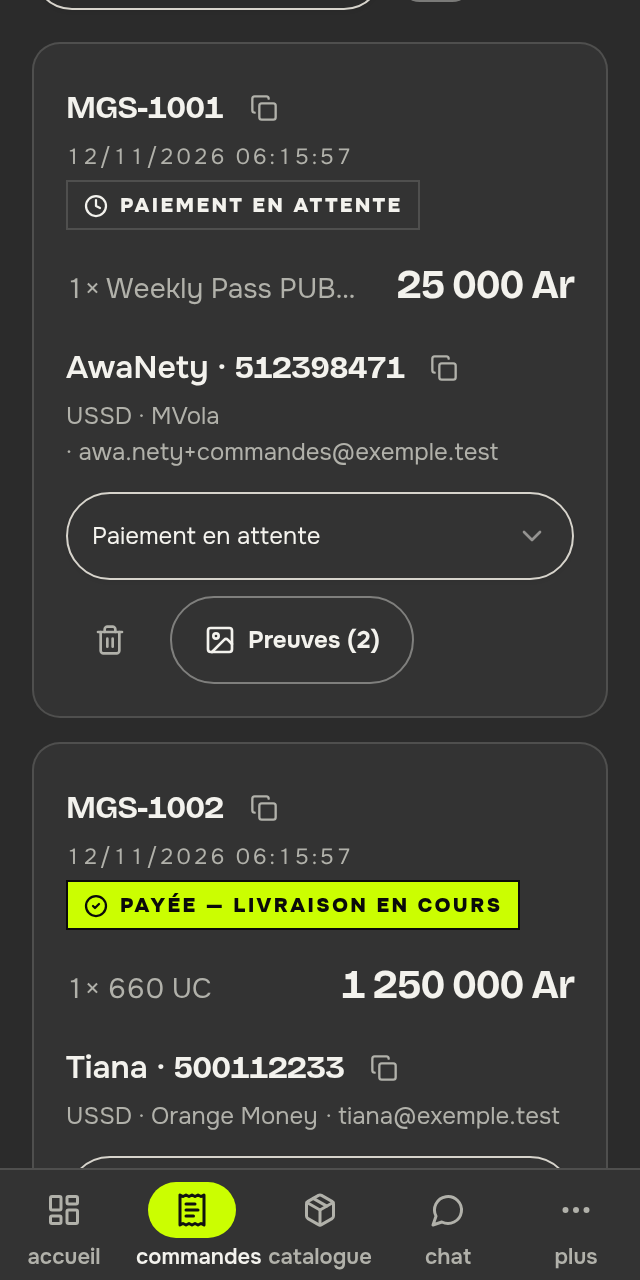 MGS-1001
12/11/2026 06:15:57
PAIEMENT EN ATTENTE
1× Weekly Pass PUB... 25 000 Ar
AwaNety · 512398471
USSD · MVola
· awa.nety+commandes@exemple.test
Paiement en attente
Preuves (2)
MGS-1002
12/11/2026 06:15:57
PAYÉE — LIVRAISON EN COURS
1× 660 UC 1 250 000 Ar
Tiana · 500112233
USSD · Orange Money · tiana@exemple.test
accueil commandes catalogue chat plus